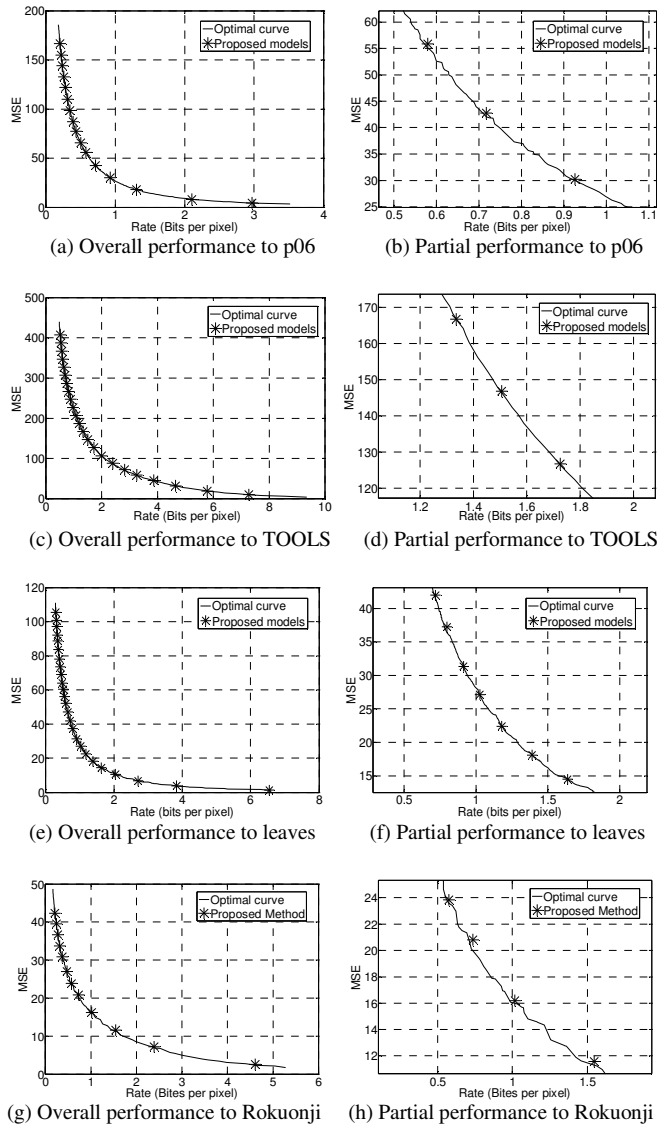 200
150
100
50
0
0 1 2 3 4
MSE
Rate (Bits per pixel)
Optimal curve
Proposed models
(a) Overall performance to p06
60
55
50
45
40
35
30
25
0.5 0.6 0.7 0.8 0.9 1 1.1
MSE
Rate (Bits per pixel)
Optimal curve
Proposed models
(b) Partial performance to p06
500
400
300
200
100
0
0 2 4 6 8 10
MSE
Rate (Bits per pixel)
Optimal curve
Proposed models
(c) Overall performance to TOOLS
170
160
150
140
130
120
1.2 1.4 1.6 1.8 2
MSE
Rate (Bits per pixel)
Optimal curve
Proposed models
(d) Partial performance to TOOLS
120
100
80
60
40
20
0
0 2 4 6 8
MSE
Rate (bits per pixel)
Optimal curve
Proposed models
(e) Overall performance to leaves
40
35
30
25
20
15
0.5 1 1.5 2
MSE
Rate (bits per pixel)
Optimal curve
Proposed models
(f) Partial performance to leaves
50
40
30
20
10
0
0 1 2 3 4 5 6
MSE
Rate (Bites per pixel)
Optimal curve
Proposed Method
(g) Overall performance to Rokuonji
24
22
20
18
16
14
12
0.5 1 1.5
MSE
Rate (Bites per pixel)
Optimal curve
Proposed Method
(h) Partial performance to Rokuonji